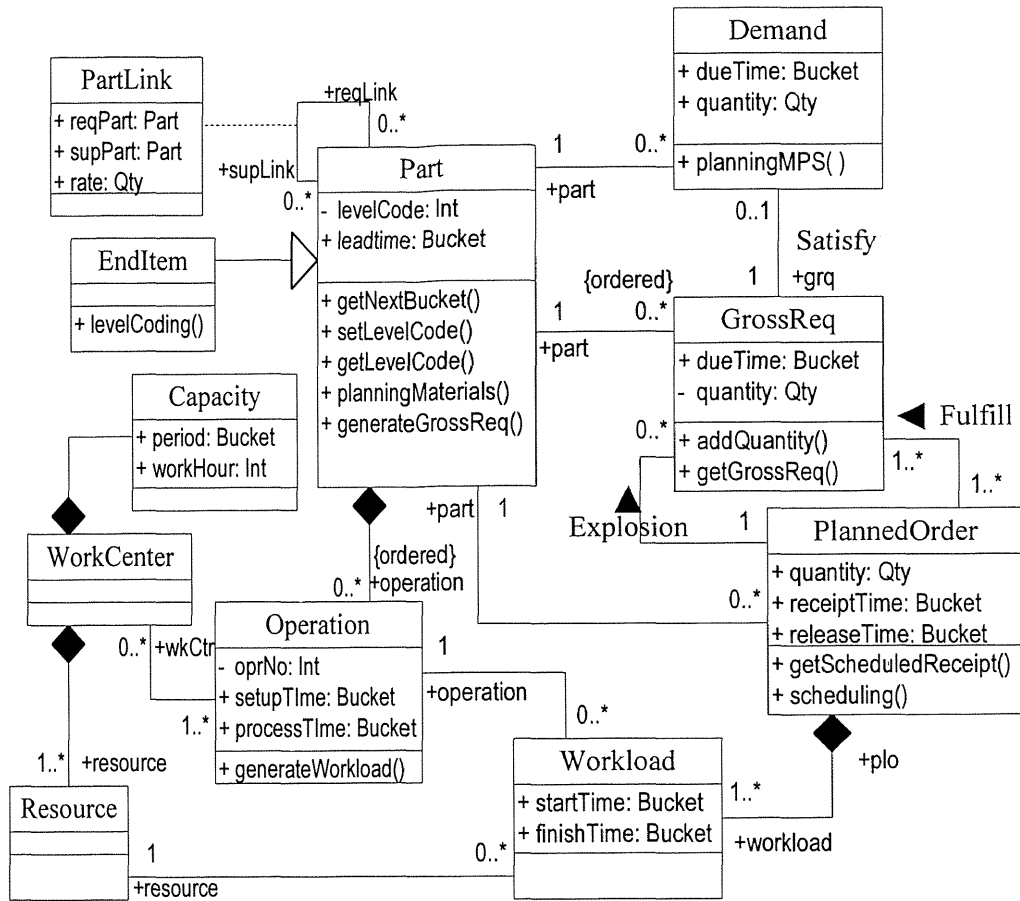 Demand
+ dueTime: Bucket
+ quantity: Qty
+ planningMPS( )
PartLink
+ reqPart: Part
+ supPart: Part
+ rate: Qty
+reqLink
0..*
+supLink
0..*
Part
- levelCode: Int
+ leadtime: Bucket
+ getNextBucket()
+ setLevelCode()
+ getLevelCode()
+ planningMaterials()
+ generateGrossReq()
1
0..*
+part
0..1
Satisfy
1
+grq
EndItem
+ levelCoding()
{ordered}
1
0..*
+part
GrossReq
+ dueTime: Bucket
- quantity: Qty
+ addQuantity()
+ getGrossReq()
Fulfill
1..*
1..*
0..*
Explosion
1
Capacity
+ period: Bucket
+ workHour: Int
+part
1
0..*
PlannedOrder
+ quantity: Qty
+ receiptTime: Bucket
+ releaseTime: Bucket
+ getScheduledReceipt()
+ scheduling()
WorkCenter
{ordered}
0..*
+operation
0..*
+wkCtr
1..*
Operation
- oprNo: Int
+ setupTIme: Bucket
+ processTIme: Bucket
+ generateWorkload()
1
+operation
0..*
+plo
1..*
+workload
Workload
+ startTime: Bucket
+ finishTime: Bucket
1..*
+resource
Resource
1
+resource
0..*